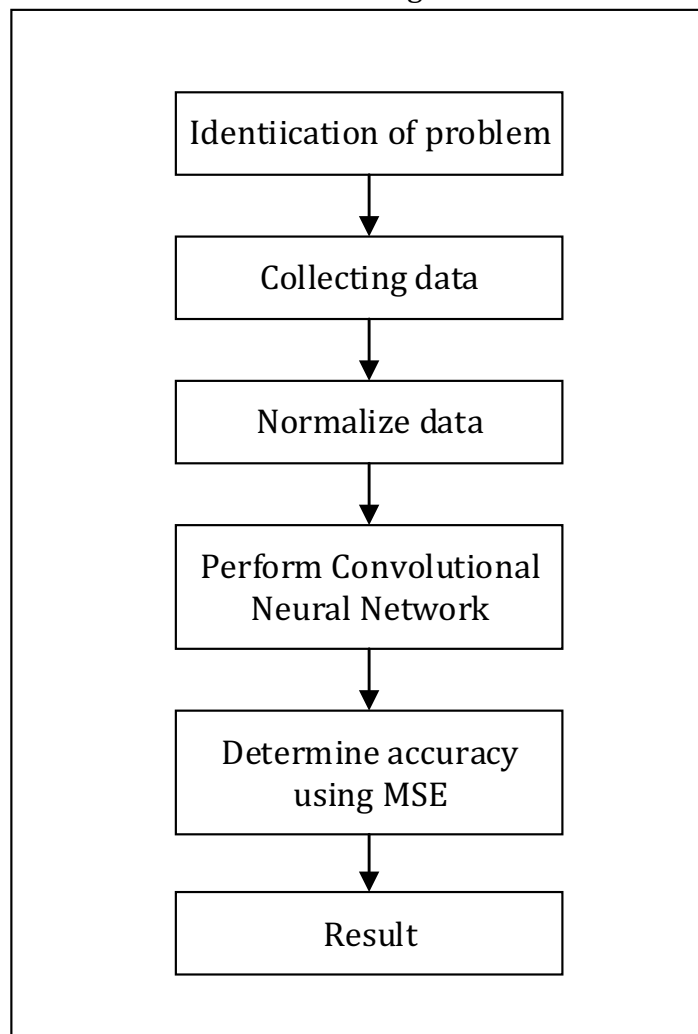 Identiication of problem
Collecting data
Normalize data
Perform Convolutional
Neural Network
Determine accuracy
using MSE
Result